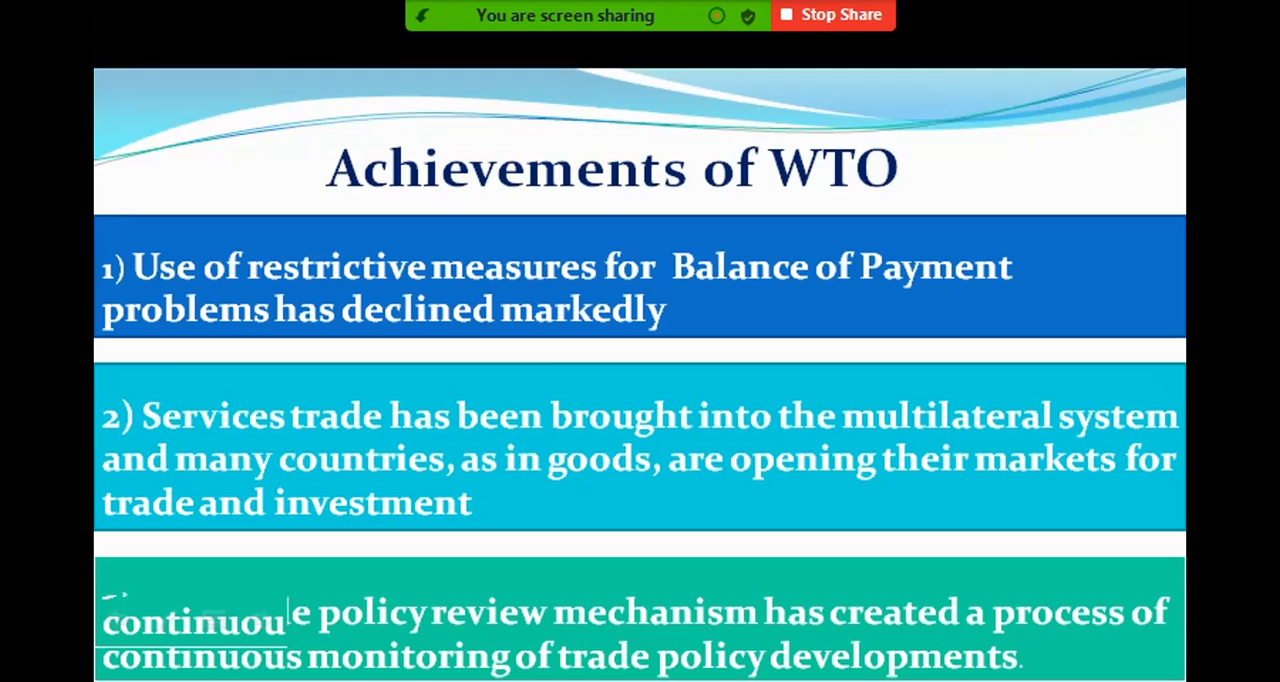 You are screen sharing
Stop Share
Achievements of WTO
1) Use of restrictive measures for Balance of Payment
problems has declined markedly
2) Services trade has been brought into the multilateral system
and many countries, as in goods, are opening their markets for
trade and investment
continuou
policy review mechanism has created a process of
continuous monitoring of trade policy developments.